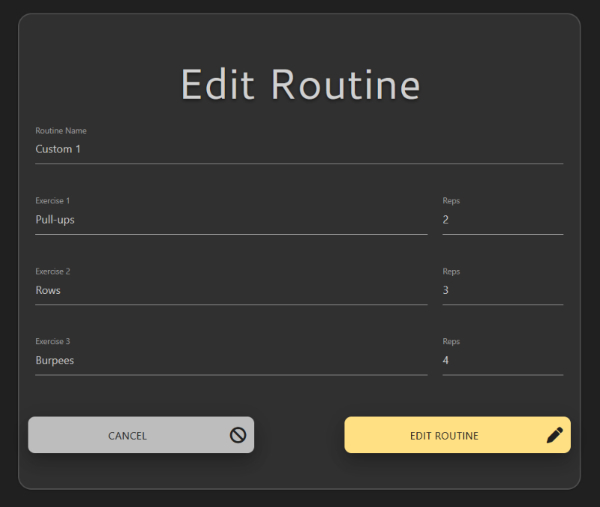 Edit Routine
Routine Name
Custom 1
Exercise 1 Reps
Pull-ups 2
Exercise 2 Reps
Rows 3
Exercise 3 Reps
Burpees 4
CANCEL EDIT ROUTINE